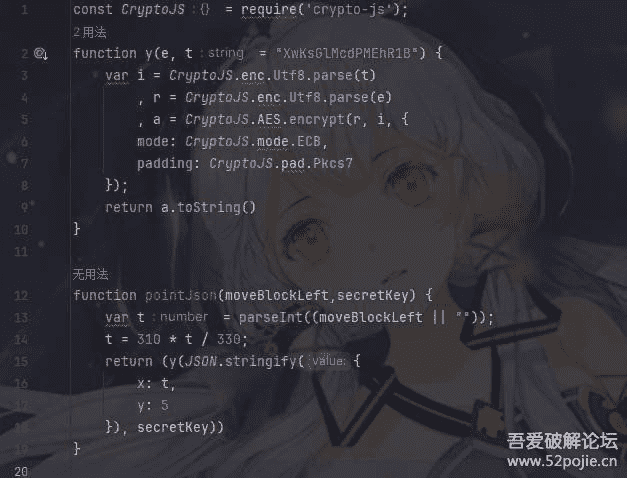 1 const CryptoJS :{} = require('crypto-js');
2用法
2 function y(e, t :string = "XwKsGlMcdPMEhR1B") {
3 var i = CryptoJS.enc.Utf8.parse(t)
4 , r = CryptoJS.enc.Utf8.parse(e)
5 , a = CryptoJS.AES.encrypt(r, i, {
6 mode: CryptoJS.mode.ECB,
7 padding: CryptoJS.pad.Pkcs7
8 });
9 return a.toString()
10 }
11
无用法
12 function pointJson(moveBlockLeft,secretKey) {
13 var t :number = parseInt((moveBlockLeft || ""));
14 t = 310 * t / 330;
15 return (y(JSON.stringify( value: {
16 x: t,
17 y: 5
18 }), secretKey))
19 }
20
吾爱破解论坛
www.52pojie.cn